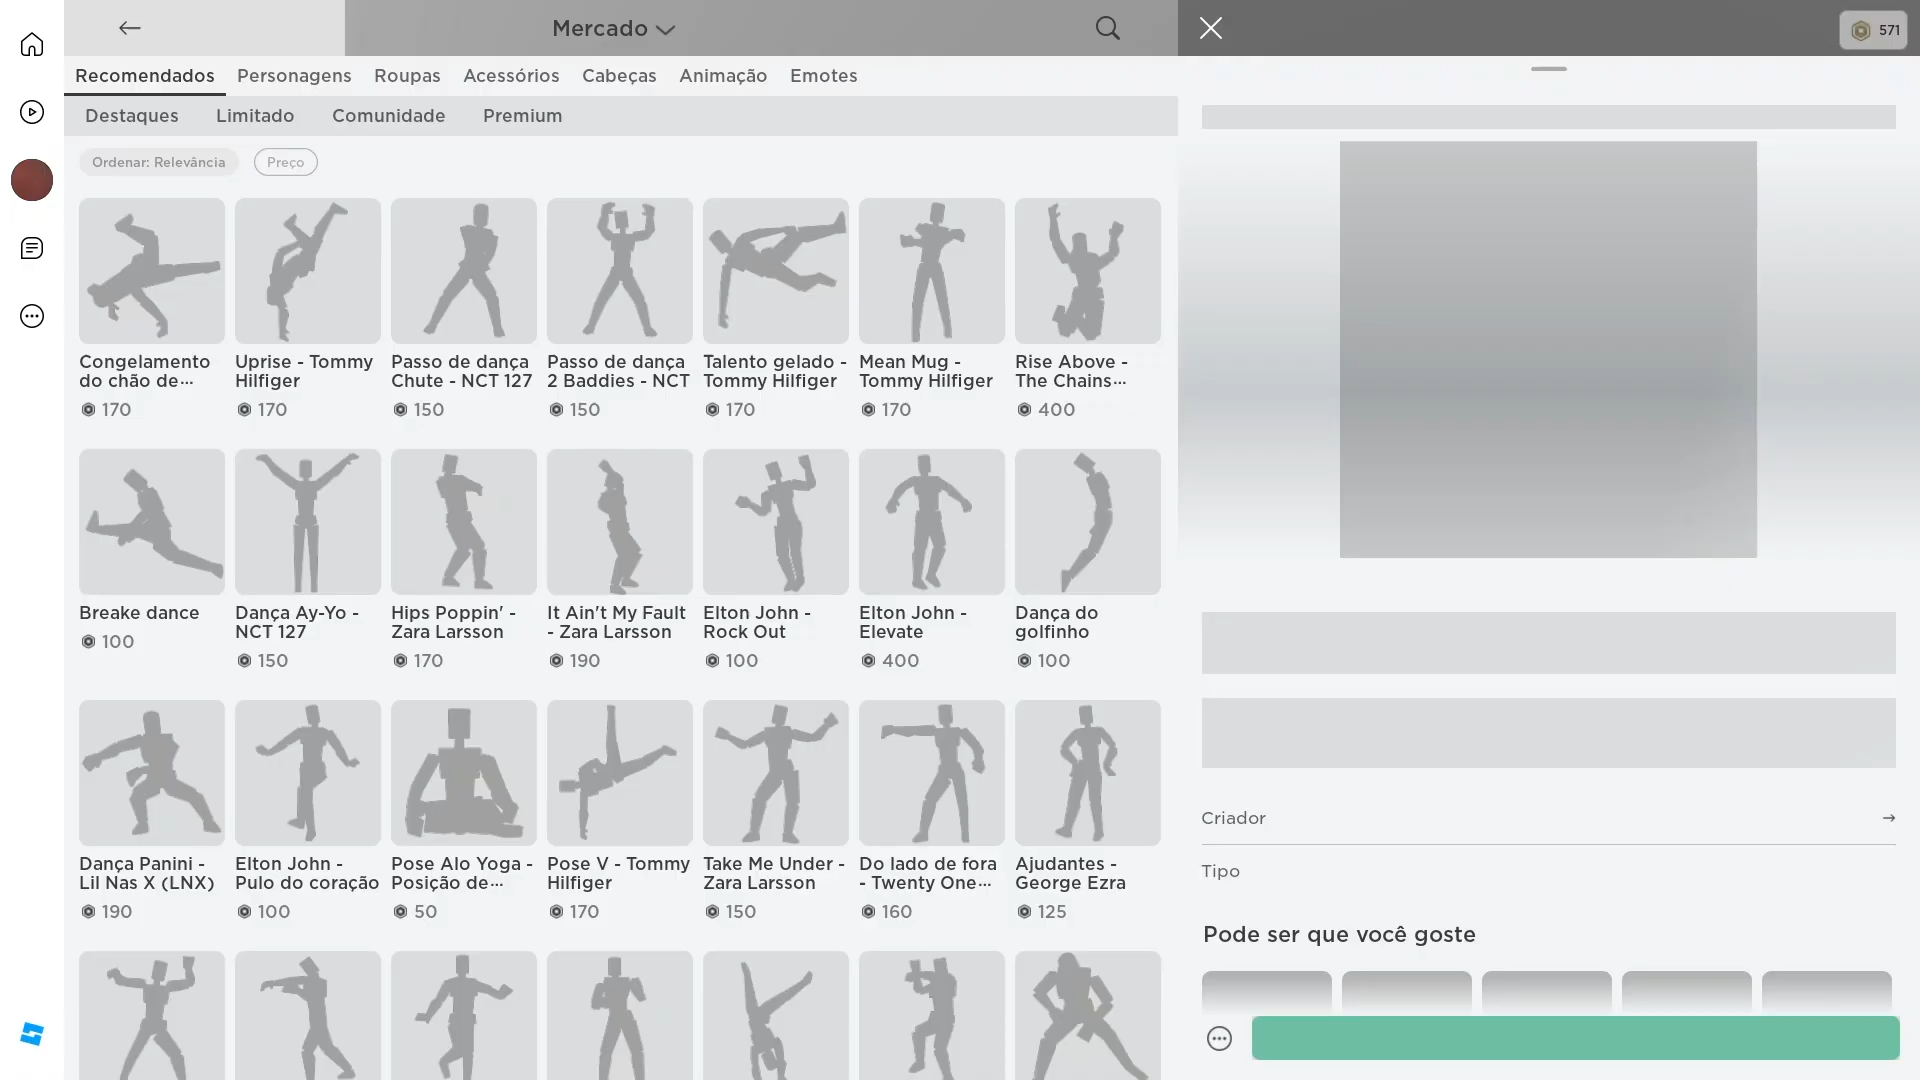 Mercado
571
Recomendados Personagens Roupas Acessórios Cabeças Animação Emotes
Destaques Limitado Comunidade Premium
Ordenar: Relevância Preço
Congelamento
do chão de···
170
Uprise - Tommy
Hilfiger
170
Passo de dança
Chute - NCT 127
150
Passo de dança
2 Baddies - NCT
150
Talento gelado -
Tommy Hilfiger
170
Mean Mug -
Tommy Hilfiger
170
Rise Above -
The Chains···
400
Breake dance
100
Dança Ay-Yo -
NCT 127
150
Hips Poppin' -
Zara Larsson
170
It Ain't My Fault
- Zara Larsson
190
Elton John -
Rock Out
100
Elton John -
Elevate
400
Dança do
golfinho
100
Dança Panini -
Lil Nas X (LNX)
190
Elton John -
Pulo do coração
100
Pose Alo Yoga -
Posição de···
50
Pose V - Tommy
Hilfiger
170
Take Me Under -
Zara Larsson
150
Do lado de fora
- Twenty One···
160
Ajudantes -
George Ezra
125
Criador
Tipo
Pode ser que você goste